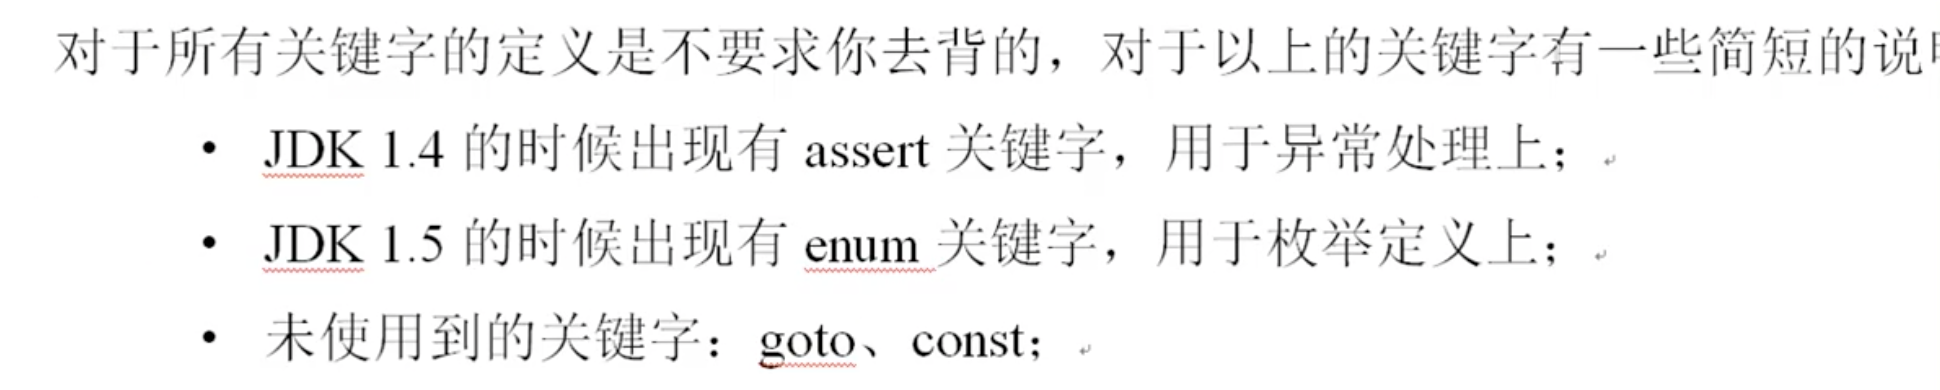 对于所有关键字的定义是不要求你去背的，对于以上的关键字有一些简短的说
• JDK 1.4 的时候出现有 assert 关键字，用于异常处理上；
• JDK 1.5 的时候出现有 enum 关键字，用于枚举定义上；
• 未使用到的关键字：goto、const；